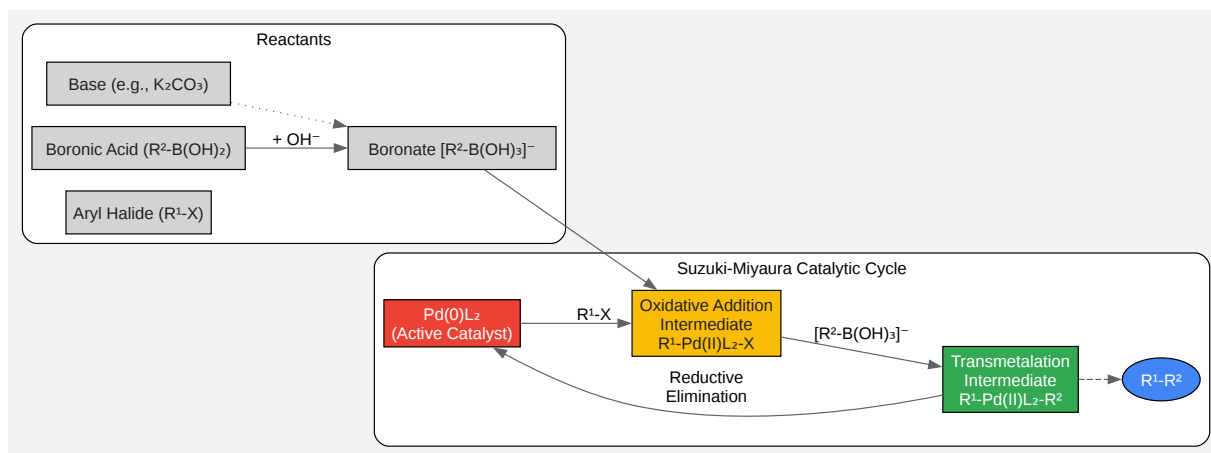 Reactants
Base (e.g., K₂CO₃)
Boronic Acid (R²-B(OH)₂)
+ OH⁻
Boronate [R²-B(OH)₃]⁻
Aryl Halide (R¹-X)
Suzuki-Miyaura Catalytic Cycle
Pd(0)L₂
(Active Catalyst)
R¹-X
Oxidative Addition
Intermediate
R¹-Pd(II)L₂-X
[R²-B(OH)₃]⁻
Transmetalation
Intermediate
R¹-Pd(II)L₂-R²
R¹-R²
Reductive
Elimination